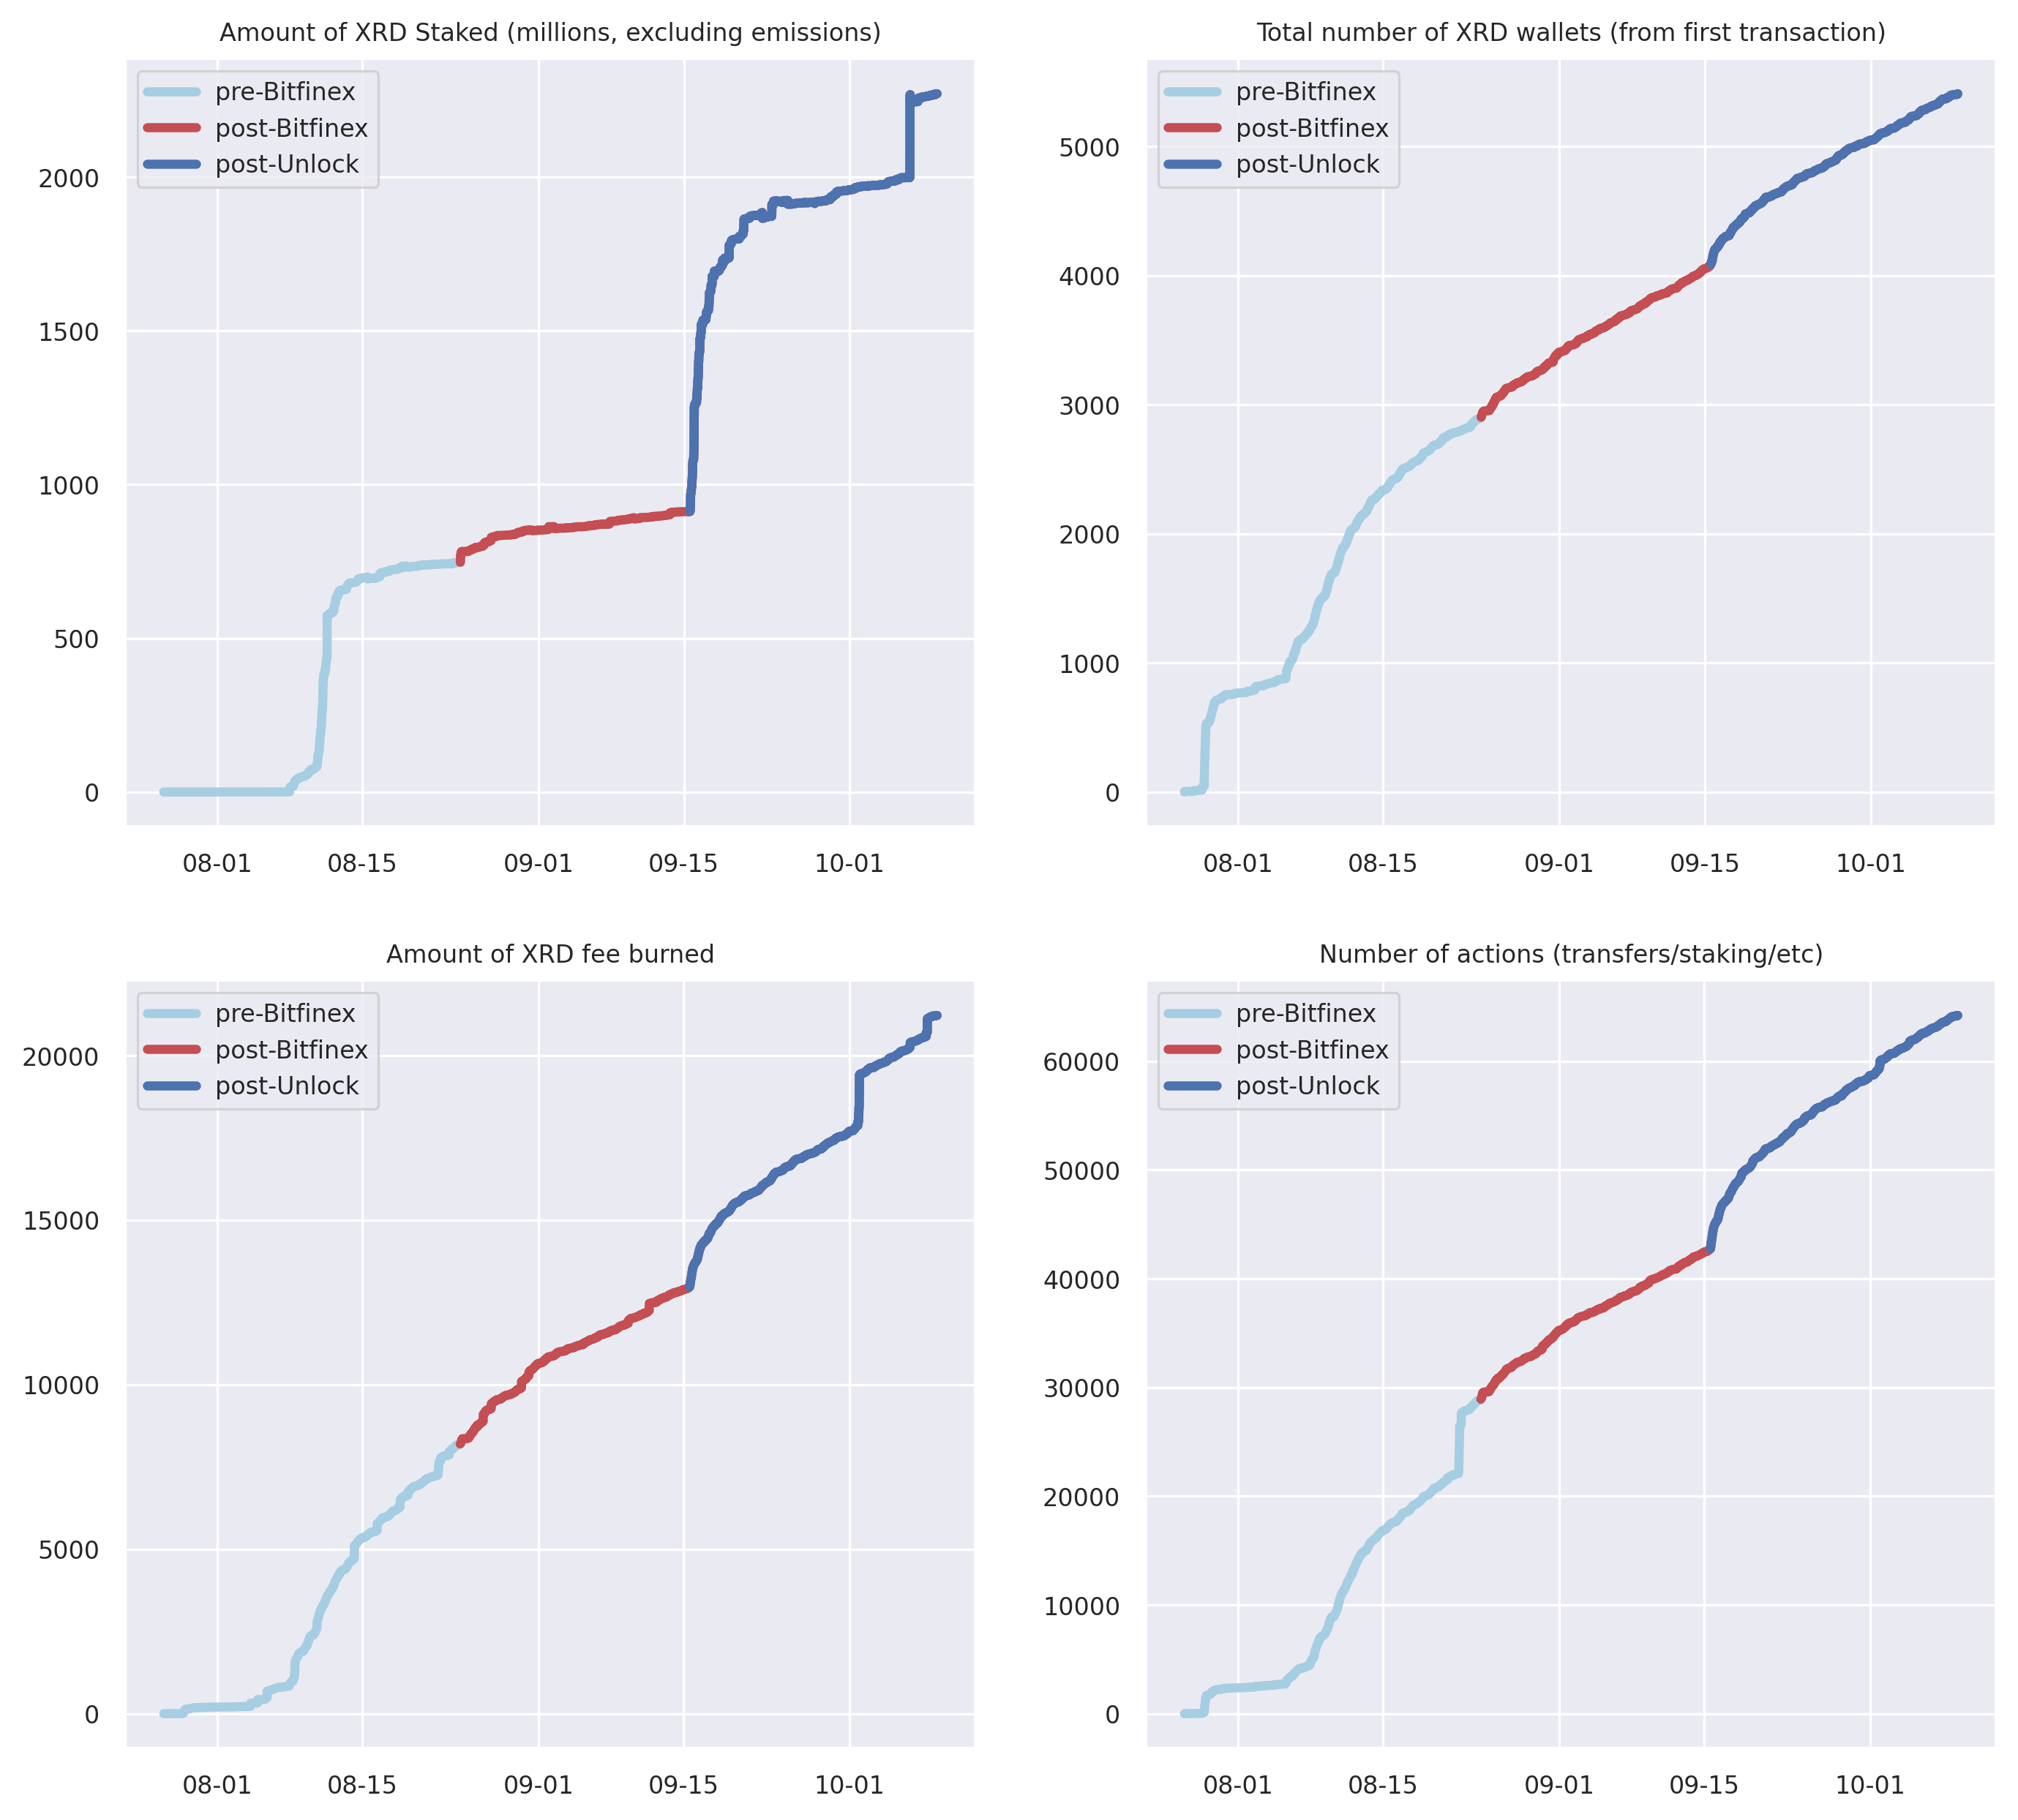 Amount of XRD Staked (millions, excluding emissions)
pre-Bitfinex
post-Bitfinex
post-Unlock
2000
1500
1000
500
0
08-01 08-15 09-01 09-15 10-01
Total number of XRD wallets (from first transaction)
pre-Bitfinex
post-Bitfinex
post-Unlock
5000
4000
3000
2000
1000
0
08-01 08-15 09-01 09-15 10-01
Amount of XRD fee burned
pre-Bitfinex
post-Bitfinex
post-Unlock
20000
15000
10000
5000
0
08-01 08-15 09-01 09-15 10-01
Number of actions (transfers/staking/etc)
pre-Bitfinex
post-Bitfinex
post-Unlock
60000
50000
40000
30000
20000
10000
0
08-01 08-15 09-01 09-15 10-01